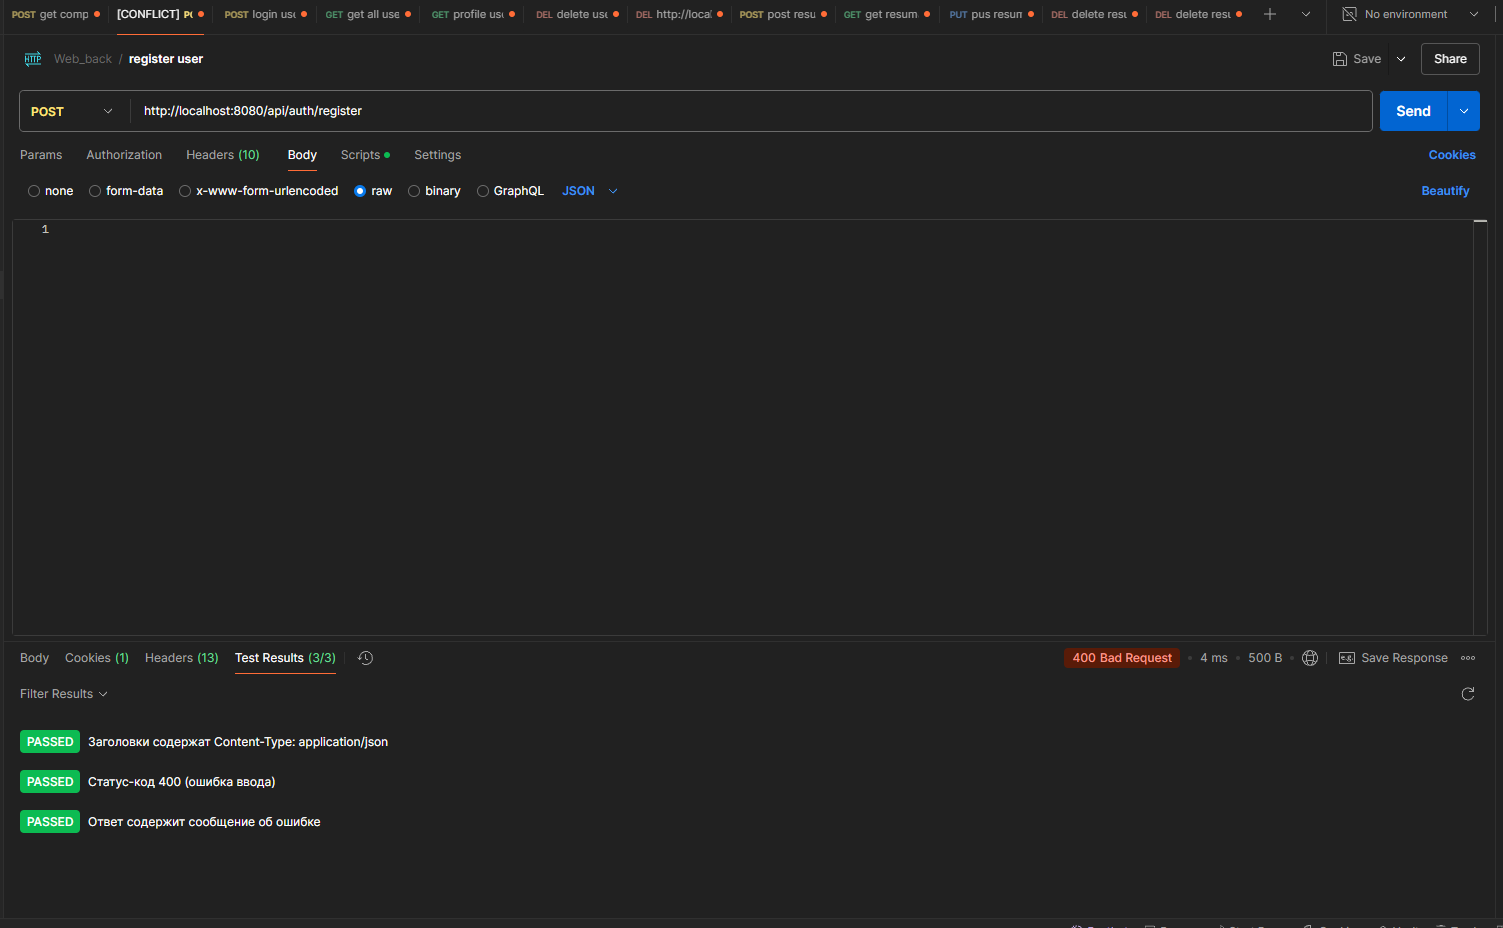 POST get comp [CONFLICT] PO POST login use GET get all use GET profile use DEL delete use DEL http://local POST post resu GET get resum PUT pus resum DEL delete resu DEL delete resu No environment
HTTP Web_back / register user Save Share
POST http://localhost:8080/api/auth/register Send
Params Authorization Headers (10) Body Scripts Settings Cookies
none form-data x-www-form-urlencoded raw binary GraphQL JSON Beautify
1
Body Cookies (1) Headers (13) Test Results (3/3) 400 Bad Request 4 ms 500 B e.g. Save Response
Filter Results
PASSED Заголовки содержат Content-Type: application/json
PASSED Статус-код 400 (ошибка ввода)
PASSED Ответ содержит сообщение об ошибке